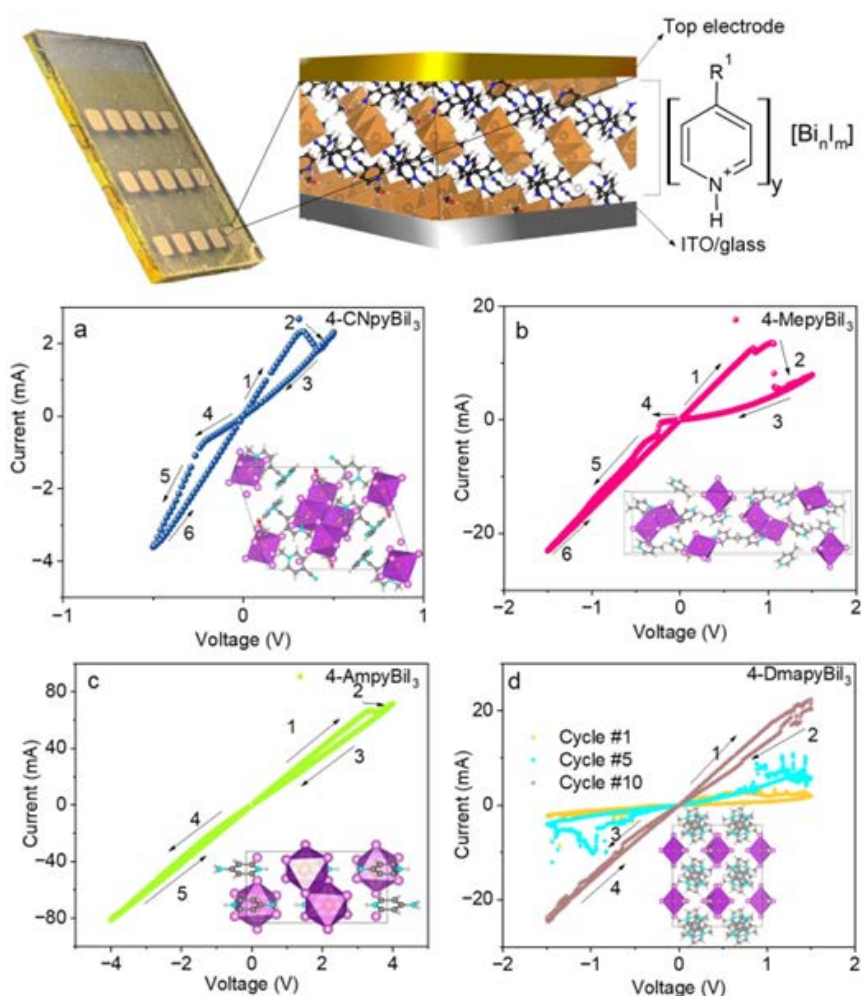 Top electrode
R¹
[BiₙIₘ]
N⁺
y
H
ITO/glass
a
4-CNpyBiI₃
Current (mA)
2
0
−2
−4
−1
0
1
Voltage (V)
1
2
3
4
5
6
b
4-MepyBiI₃
Current (mA)
20
0
−20
−2
−1
0
1
2
Voltage (V)
1
2
3
4
5
6
c
4-AmpyBiI₃
Current (mA)
80
40
0
−40
−80
−4
−2
0
2
4
Voltage (V)
1
2
3
4
5
d
4-DmapyBiI₃
Cycle #1
Cycle #5
Cycle #10
Current (mA)
20
0
−20
−2
−1
0
1
2
Voltage (V)
1
2
3
4